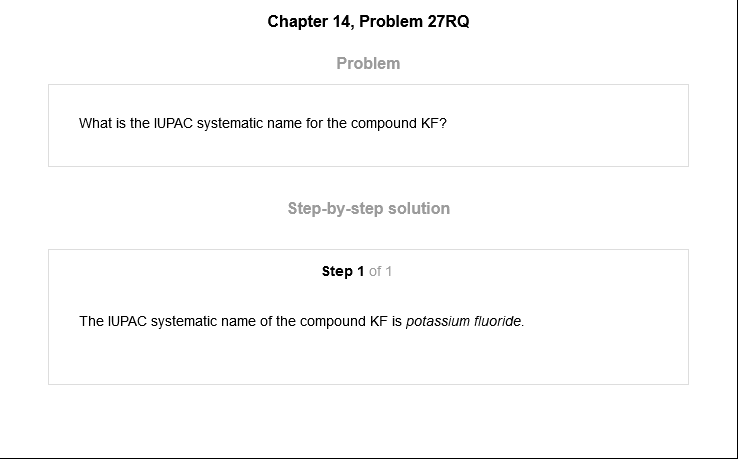 Chapter 14, Problem 27RQ
Problem
What is the IUPAC systematic name for the compound KF?
Step-by-step solution
Step 1 of 1
The IUPAC systematic name of the compound KF is potassium fluoride.